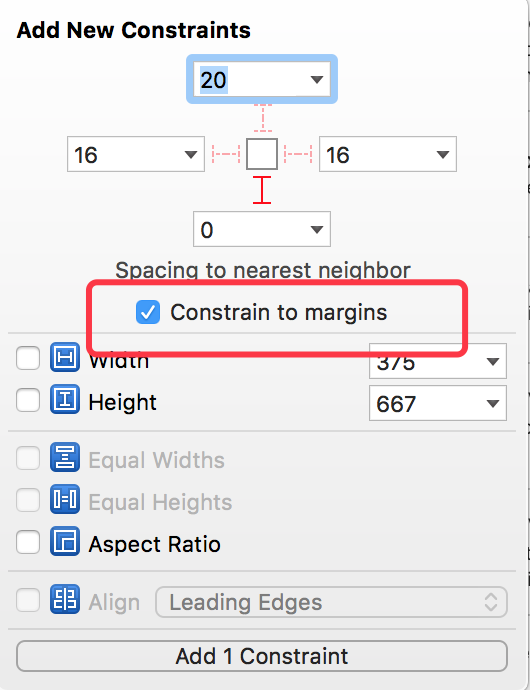 Add New Constraints
20
16
16
0
Spacing to nearest neighbor
Constrain to margins
Width
375
Height
667
Equal Widths
Equal Heights
Aspect Ratio
Align
Leading Edges
Add 1 Constraint